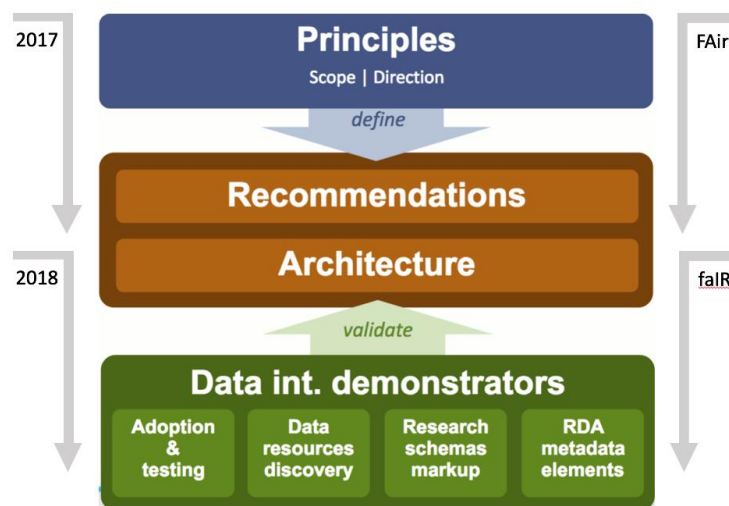 2017
Principles
FAir
Scope | Direction
define
Recommendations
Architecture
2018
faIR
validate
Data int. demonstrators
Adoption
&
testing
Data
resources
discovery
Research
schemas
markup
RDA
metadata
elements